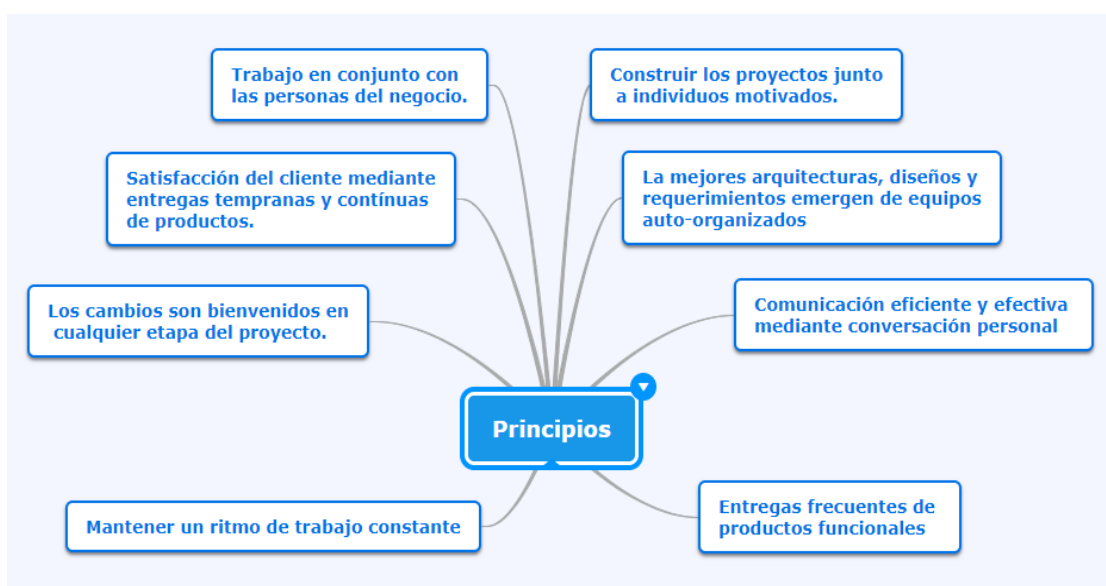 Trabajo en conjunto con
las personas del negocio.
Construir los proyectos junto
a individuos motivados.
Satisfacción del cliente mediante
entregas tempranas y contínuas
de productos.
La mejores arquitecturas, diseños y
requerimientos emergen de equipos
auto-organizados
Los cambios son bienvenidos en
cualquier etapa del proyecto.
Comunicación eficiente y efectiva
mediante conversación personal
Principios
Mantener un ritmo de trabajo constante
Entregas frecuentes de
productos funcionales